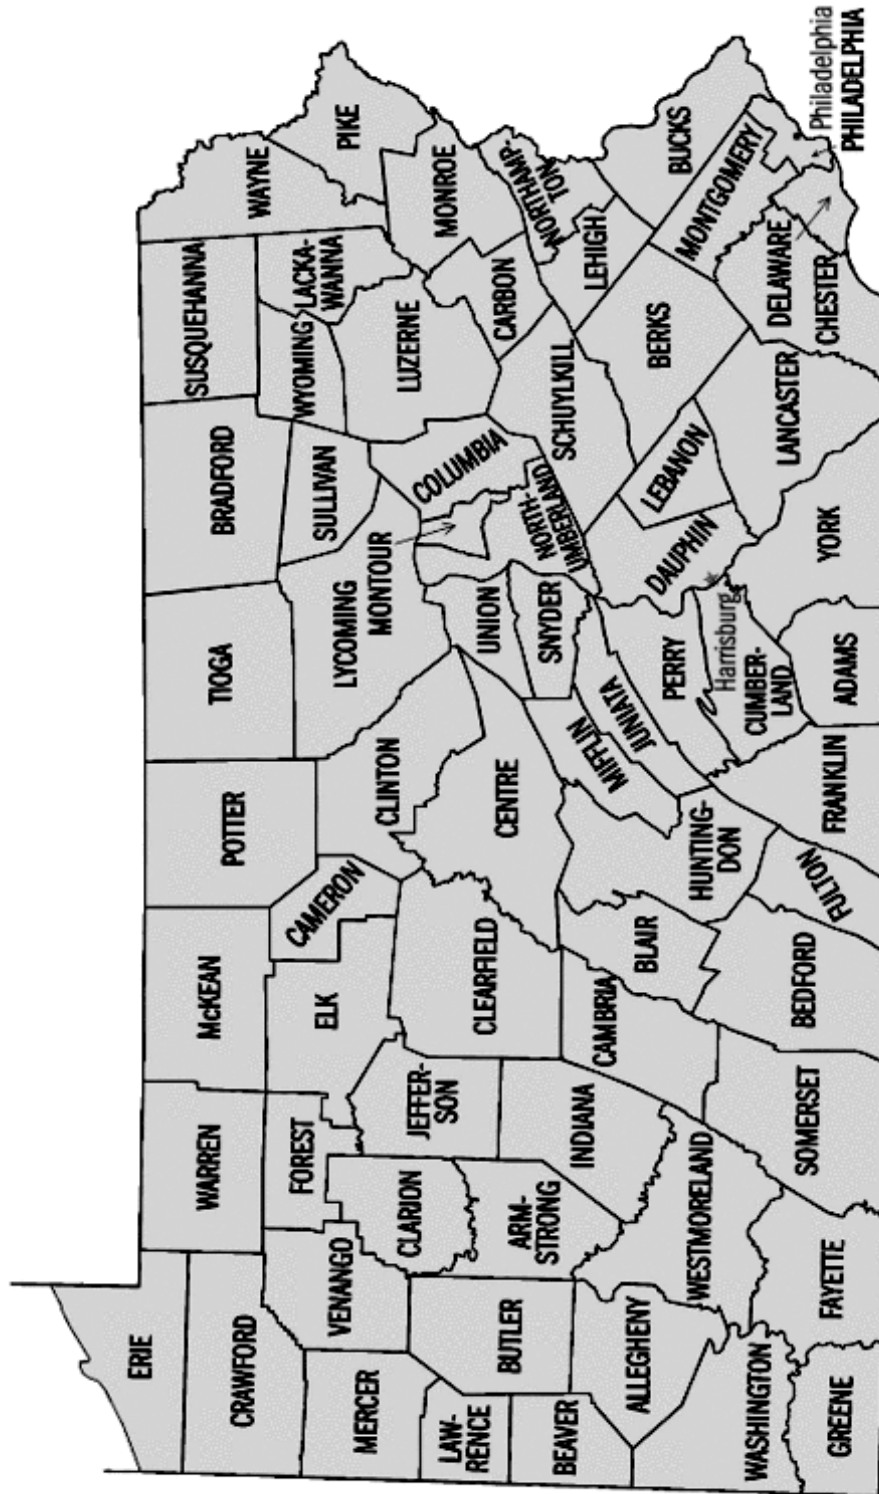 ERIE
CRAWFORD
WARREN
McKEAN
POTTER
TIOGA
BRADFORD
SUSQUEHANNA
WAYNE
PIKE
WYOMING
LACKA-
WANNA
SULLIVAN
LYCOMING
MONTOUR
MERCER
VENANGO
FOREST
ELK
CAMERON
CLINTON
COLUMBIA
LUZERNE
MONROE
CARBON
LAW-
RENCE
BUTLER
CLARION
JEFFER-
SON
CLEARFIELD
CENTRE
UNION
SNYDER
NORTH-
UMBERLAND
SCHUYLKILL
NORTHAMP-
TON
LEHIGH
BEAVER
ALLEGHENY
ARM-
STRONG
INDIANA
CAMBRIA
BLAIR
HUNTING-
DON
MIFFLIN
JUNIATA
PERRY
DAUPHIN
LEBANON
BERKS
BUCKS
MONTGOMERY
Harrisburg
CUMBER-
LAND
WASHINGTON
GREENE
FAYETTE
WESTMORELAND
SOMERSET
BEDFORD
FULTON
FRANKLIN
ADAMS
YORK
LANCASTER
CHESTER
DELAWARE
Philadelphia
PHILADELPHIA